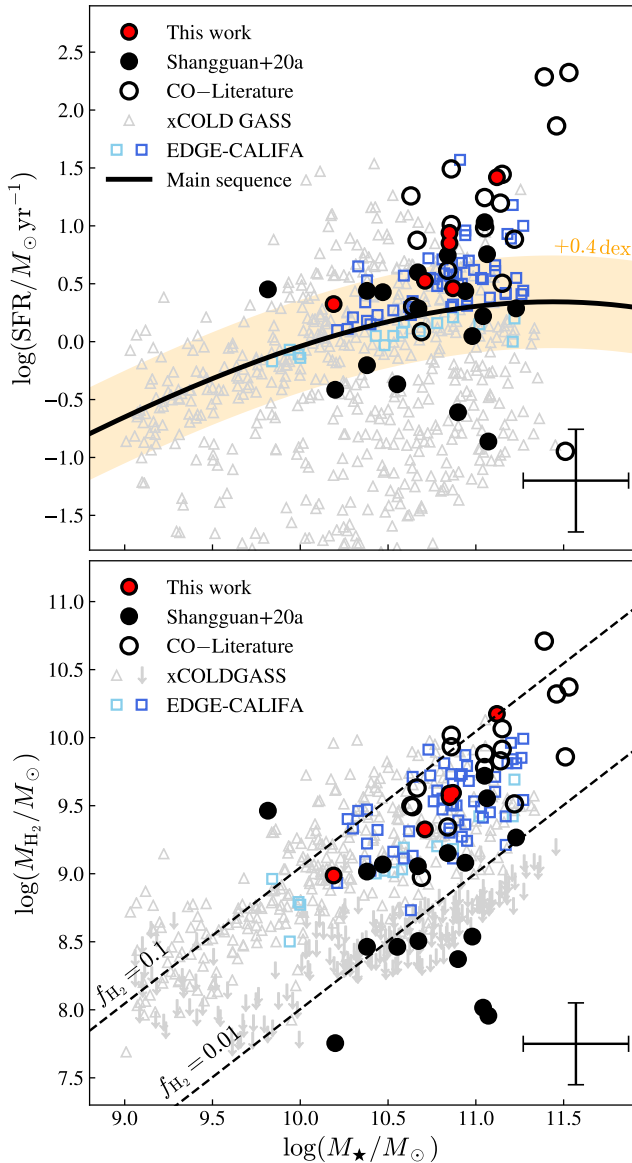 This work
Shangguan+20a
CO−Literature
xCOLD GASS
EDGE-CALIFA
Main sequence
+0.4 dex
log(SFR/M⊙ yr⁻¹)
2.5
2.0
1.5
1.0
0.5
0.0
−0.5
−1.0
−1.5
This work
Shangguan+20a
CO−Literature
xCOLDGASS
EDGE-CALIFA
f_H₂ = 0.1
f_H₂ = 0.01
log(M_H₂/M⊙)
11.0
10.5
10.0
9.5
9.0
8.5
8.0
7.5
9.0 9.5 10.0 10.5 11.0 11.5
log(M★/M⊙)